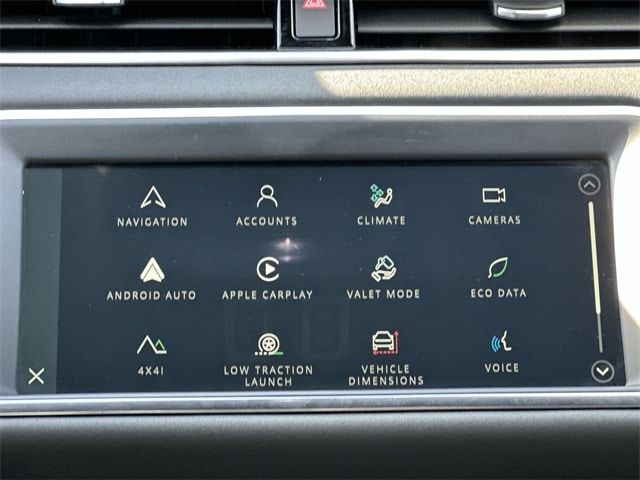 NAVIGATION
ACCOUNTS
CLIMATE
CAMERAS
ANDROID AUTO
APPLE CARPLAY
VALET MODE
ECO DATA
4X4I
LOW TRACTION
LAUNCH
VEHICLE
DIMENSIONS
VOICE